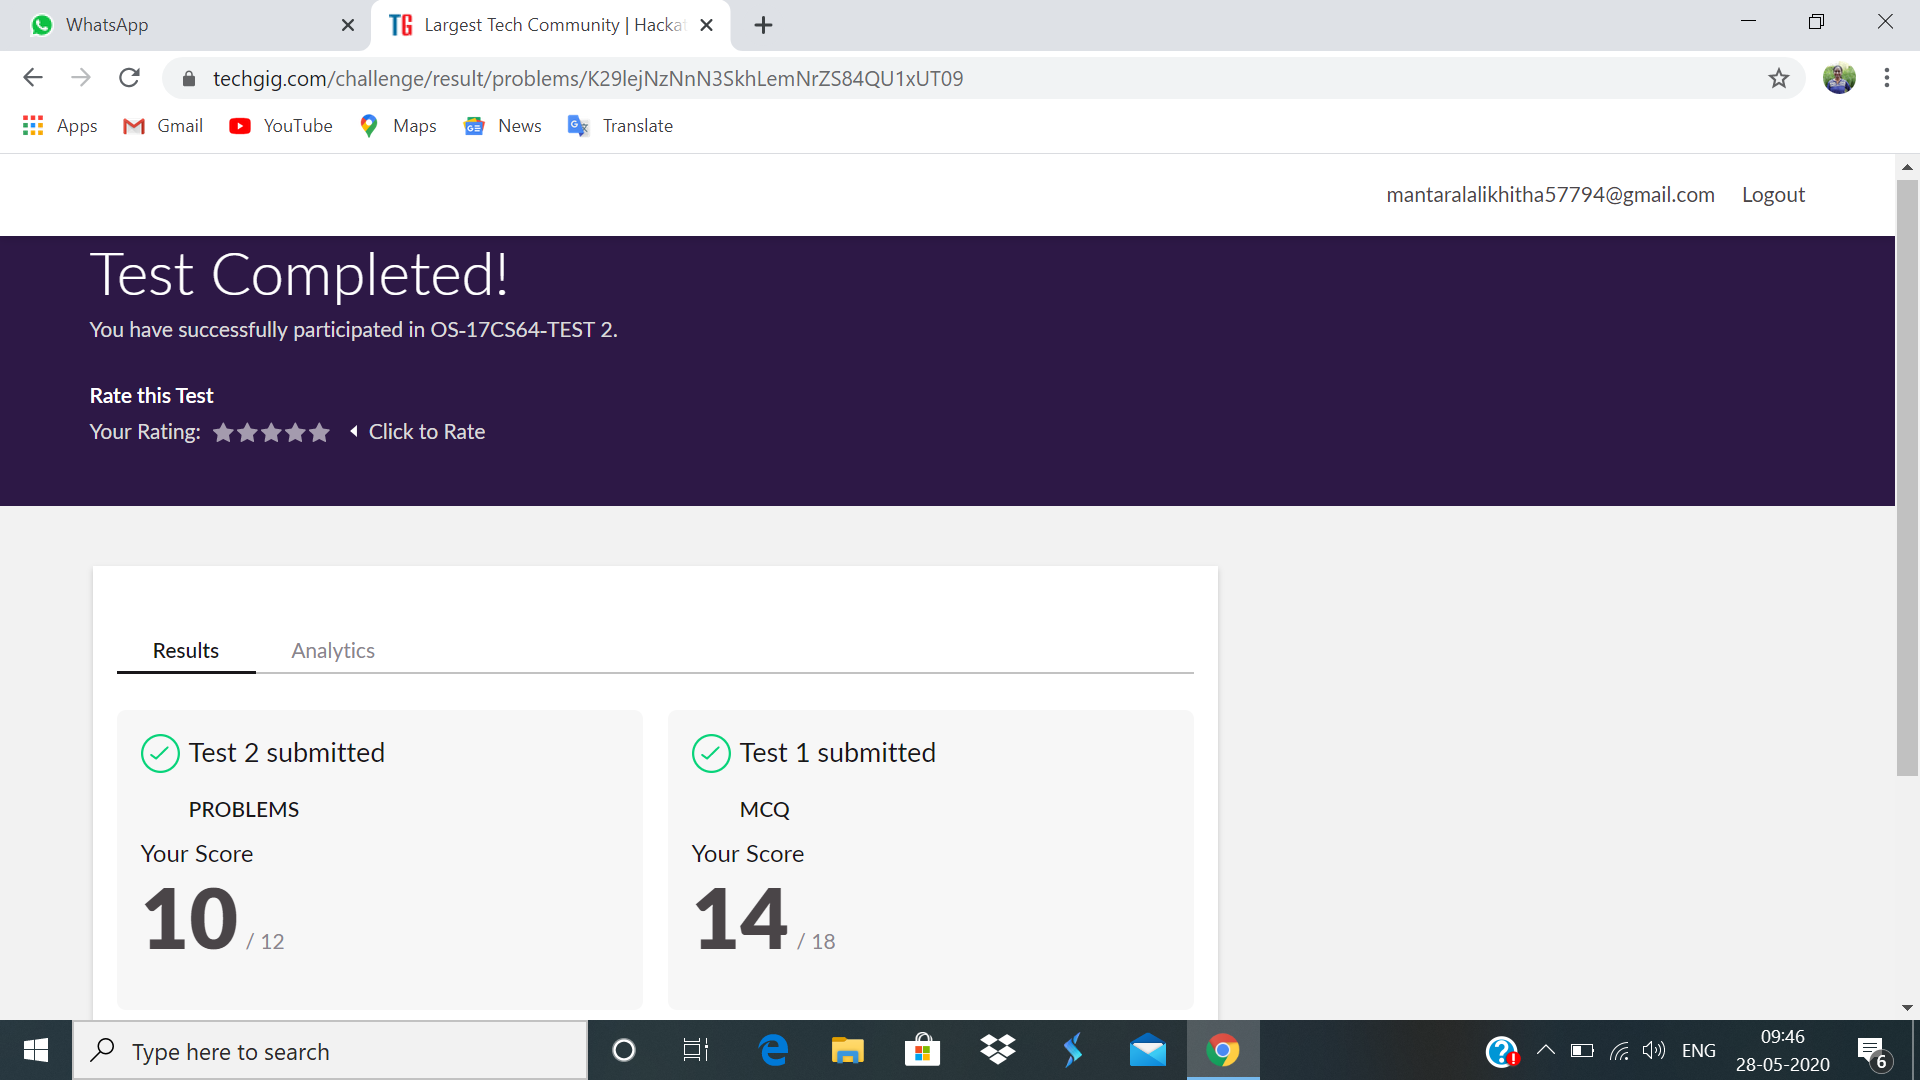 WhatsApp
TG Largest Tech Community | Hacka
techgig.com/challenge/result/problems/K29lejNzNnN3SkhLemNrZS84QU1xUT09
Apps Gmail YouTube Maps News Translate
mantaralalikhitha57794@gmail.com Logout
Test Completed!
You have successfully participated in OS-17CS64-TEST 2.
Rate this Test
Your Rating: Click to Rate
Results Analytics
Test 2 submitted
PROBLEMS
Your Score
10 / 12
Test 1 submitted
MCQ
Your Score
14 / 18
Type here to search
ENG
09:46
28-05-2020
6